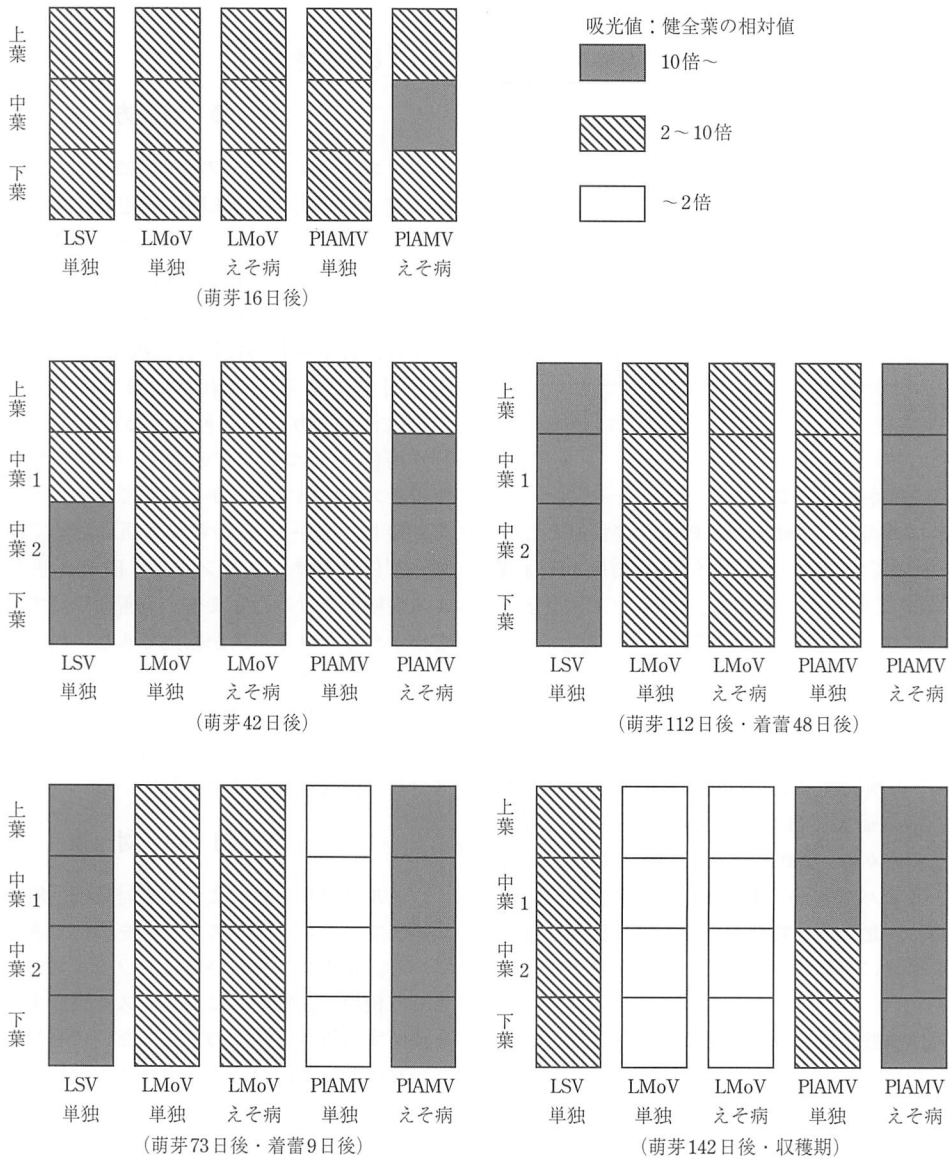 吸光値：健全葉の相対値
10倍～
2～10倍
～2倍
上葉
中葉
下葉
LSV LMoV LMoV PlAMV PlAMV
単独 単独 えそ病 単独 えそ病
（萌芽16日後）
上葉
中葉1
中葉2
下葉
LSV LMoV LMoV PlAMV PlAMV
単独 単独 えそ病 単独 えそ病
（萌芽42日後）
上葉
中葉1
中葉2
下葉
LSV LMoV LMoV PlAMV PlAMV
単独 単独 えそ病 単独 えそ病
（萌芽112日後・着蕾48日後）
上葉
中葉1
中葉2
下葉
LSV LMoV LMoV PlAMV PlAMV
単独 単独 えそ病 単独 えそ病
（萌芽73日後・着蕾9日後）
上葉
中葉1
中葉2
下葉
LSV LMoV LMoV PlAMV PlAMV
単独 単独 えそ病 単独 えそ病
（萌芽142日後・収穫期）